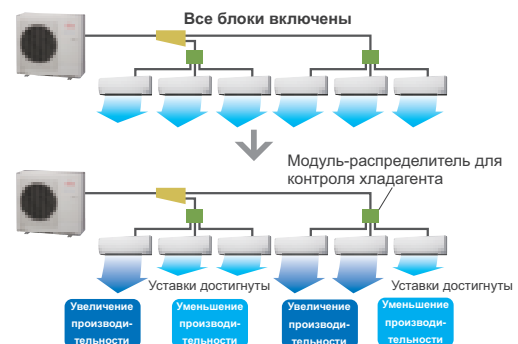 Все блоки включены
Модуль-распределитель для
контроля хладагента
Уставки достигнуты
Уставки достигнуты
Увеличение
производи-
тельности
Уменьшение
производи-
тельности
Увеличение
производи-
тельности
Уменьшение
производи-
тельности